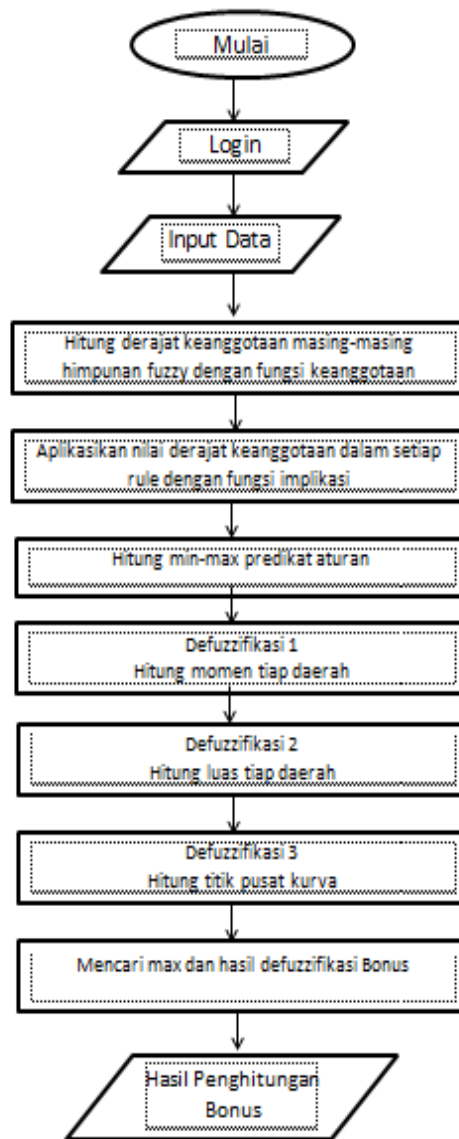 Mulai
Login
Input Data
Hitung derajat keanggotaan masing-masing
himpunan fuzzy dengan fungsi keanggotaan
Aplikasikan nilai derajat keanggotaan dalam setiap
rule dengan fungsi implikasi
Hitung min-max predikat aturan
Defuzzifikasi 1
Hitung momen tiap daerah
Defuzzifikasi 2
Hitung luas tiap daerah
Defuzzifikasi 3
Hitung titik pusat kurva
Mencari max dan hasil defuzzifikasi Bonus
Hasil Penghitungan
Bonus